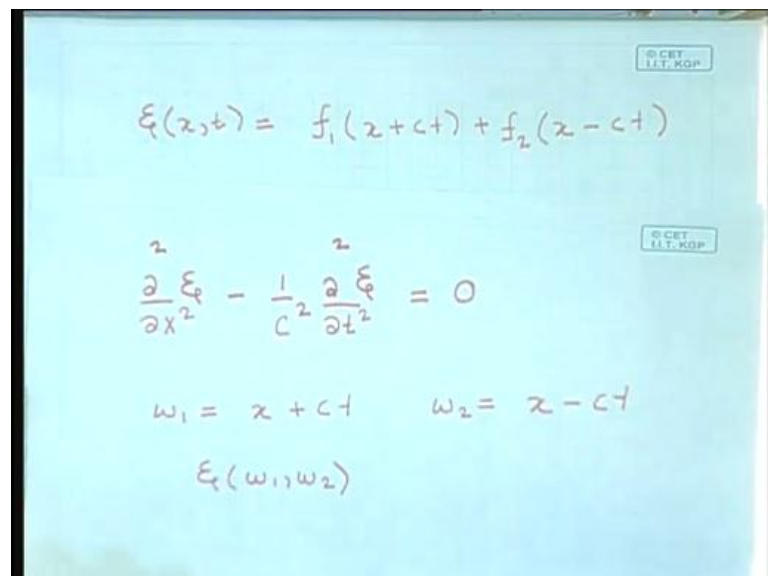 © CET
I.I.T. KGP
ξ(x,t) = f₁(x+ct) + f₂(x-ct)
© CET
I.I.T. KGP
∂²ξ/∂x² - 1/c² ∂²ξ/∂t² = 0
ω₁ = x + ct ω₂ = x - ct
ξ(ω₁,ω₂)